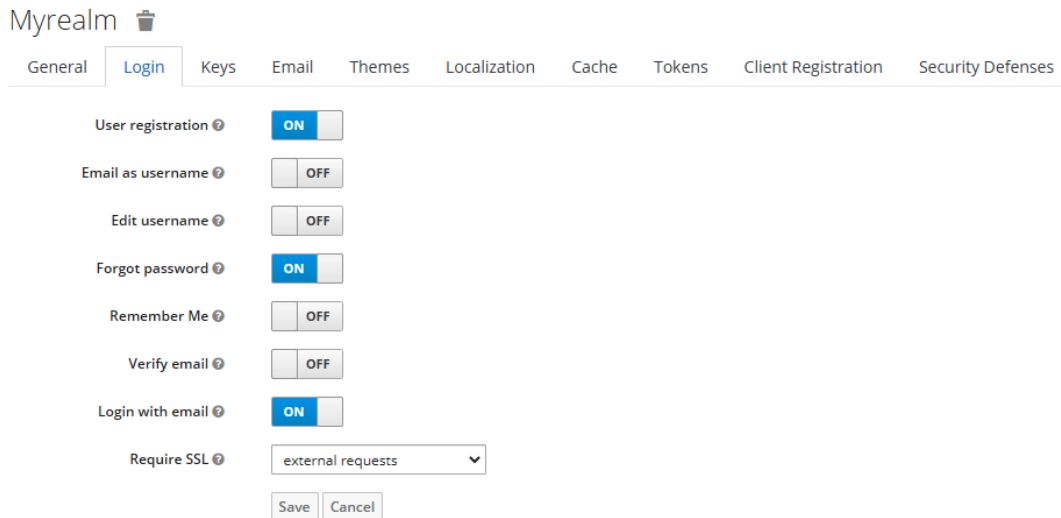 Myrealm
General Login Keys Email Themes Localization Cache Tokens Client Registration Security Defenses
User registration ON
Email as username OFF
Edit username OFF
Forgot password ON
Remember Me OFF
Verify email OFF
Login with email ON
Require SSL external requests
Save Cancel